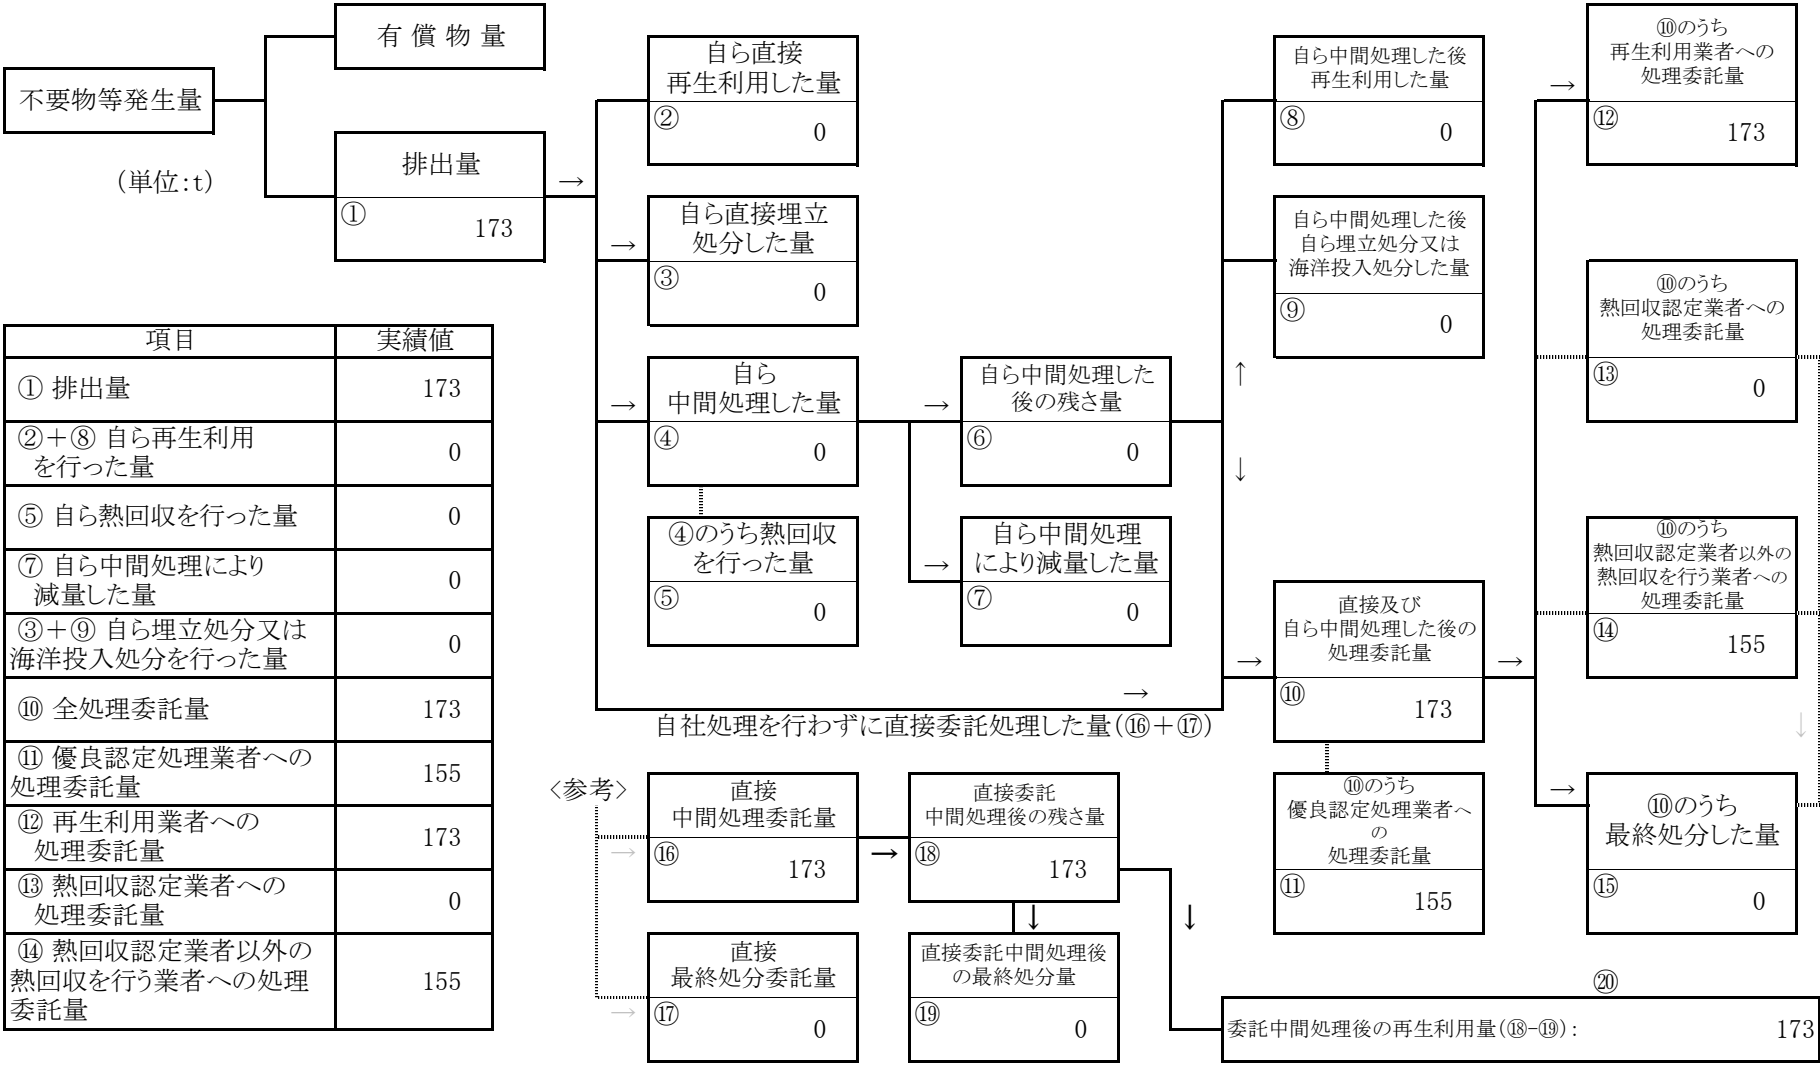 有 償 物 量
不要物等発生量
(単位:t)
排出量
①
173
→
自ら直接
再生利用した量
②
0
→
自ら直接埋立
処分した量
③
0
→
自ら
中間処理した量
④
0
④のうち熱回収
を行った量
⑤
0
→
自ら中間処理した
後の残さ量
⑥
0
→
自ら中間処理
により減量した量
⑦
0
自ら中間処理した後
再生利用した量
⑧
0
自ら中間処理した後
自ら埋立処分又は
海洋投入処分した量
⑨
0
↑
↓
→
自社処理を行わずに直接委託処理した量(⑯+⑰)
→
直接及び
自ら中間処理した後の
処理委託量
⑩
173
⑩のうち
優良認定処理業者へ
の
処理委託量
⑪
155
→
→
⑩のうち
再生利用業者への
処理委託量
⑫
173
⑩のうち
熱回収認定業者への
処理委託量
⑬
0
⑩のうち
熱回収認定業者以外の
熱回収を行う業者への
処理委託量
⑭
155
↓
→
⑩のうち
最終処分した量
⑮
0
項目 実績値
① 排出量 173
②+⑧ 自ら再生利用
を行った量 0
⑤ 自ら熱回収を行った量 0
⑦ 自ら中間処理により
減量した量 0
③+⑨ 自ら埋立処分又は
海洋投入処分を行った量 0
⑩ 全処理委託量 173
⑪ 優良認定処理業者への
処理委託量 155
⑫ 再生利用業者への
処理委託量 173
⑬ 熱回収認定業者への
処理委託量 0
⑭ 熱回収認定業者以外の
熱回収を行う業者への処理
委託量 155
〈参考〉
→
直接
中間処理委託量
⑯
173
→
直接委託
中間処理後の残さ量
⑱
173
↓
↓
→
直接
最終処分委託量
⑰
0
直接委託中間処理後
の最終処分量
⑲
0
⑳
委託中間処理後の再生利用量(⑱-⑲): 173